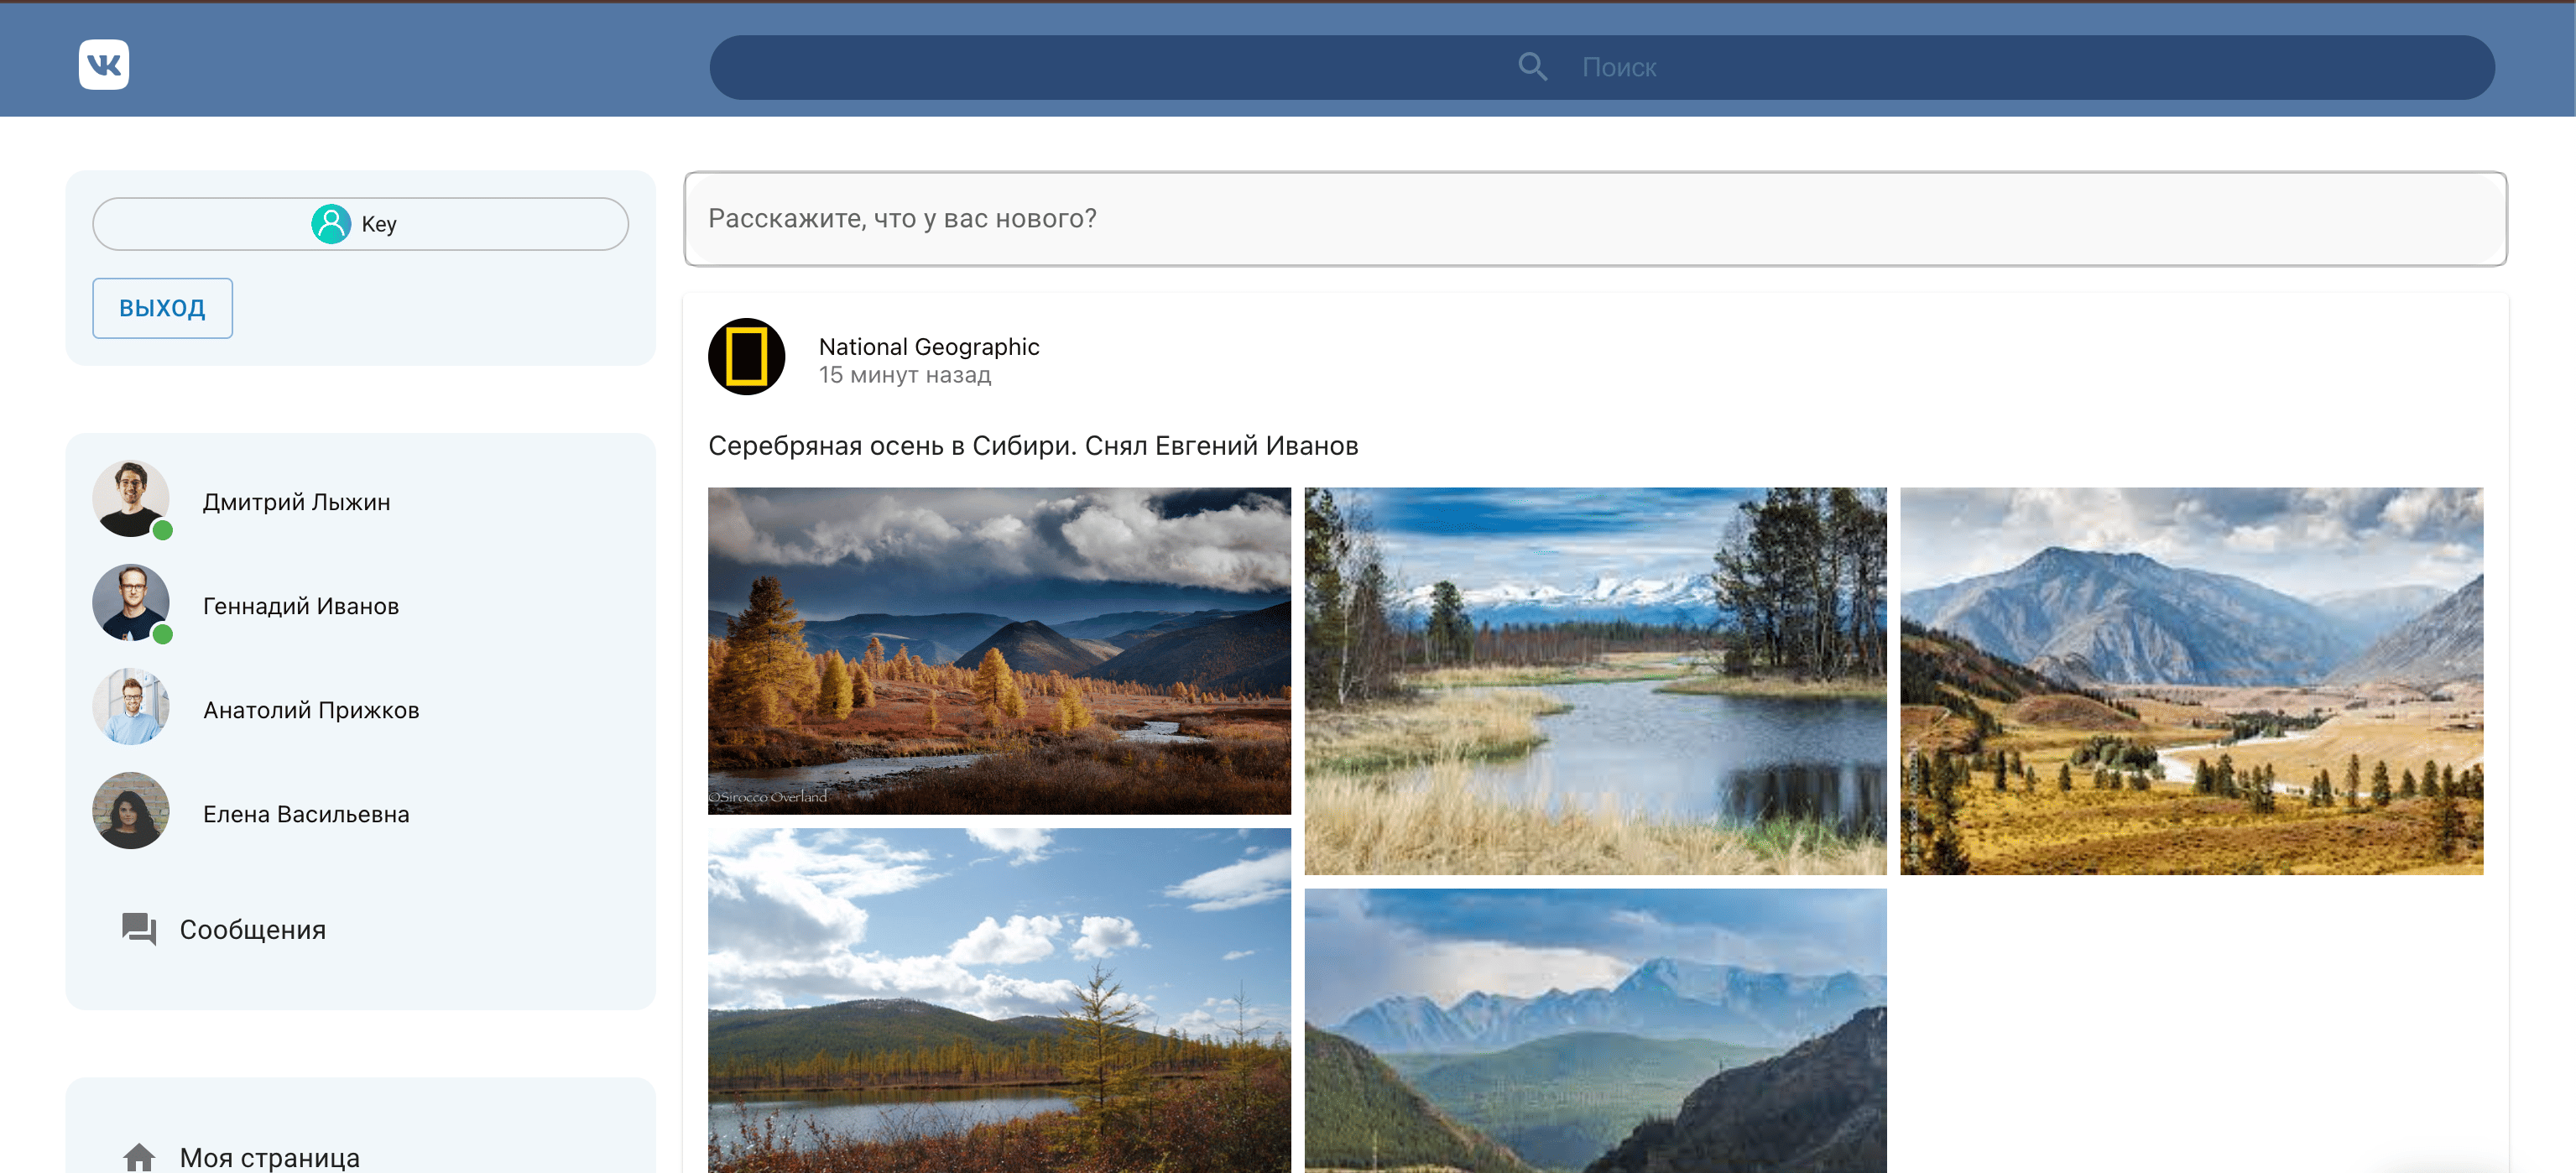 Поиск
Key
ВЫХОД
Дмитрий Лыжин
Геннадий Иванов
Анатолий Прижков
Елена Васильевна
Сообщения
Моя страница
Расскажите, что у вас нового?
National Geographic
15 минут назад
Серебряная осень в Сибири. Снял Евгений Иванов
©Sirocco Overland